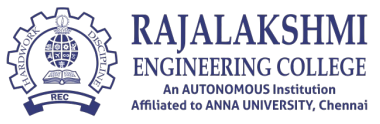 HARDWORK DISCIPLINE
REC
RAJALAKSHMI
ENGINEERING COLLEGE
An AUTONOMOUS Institution
Affiliated to ANNA UNIVERSITY, Chennai